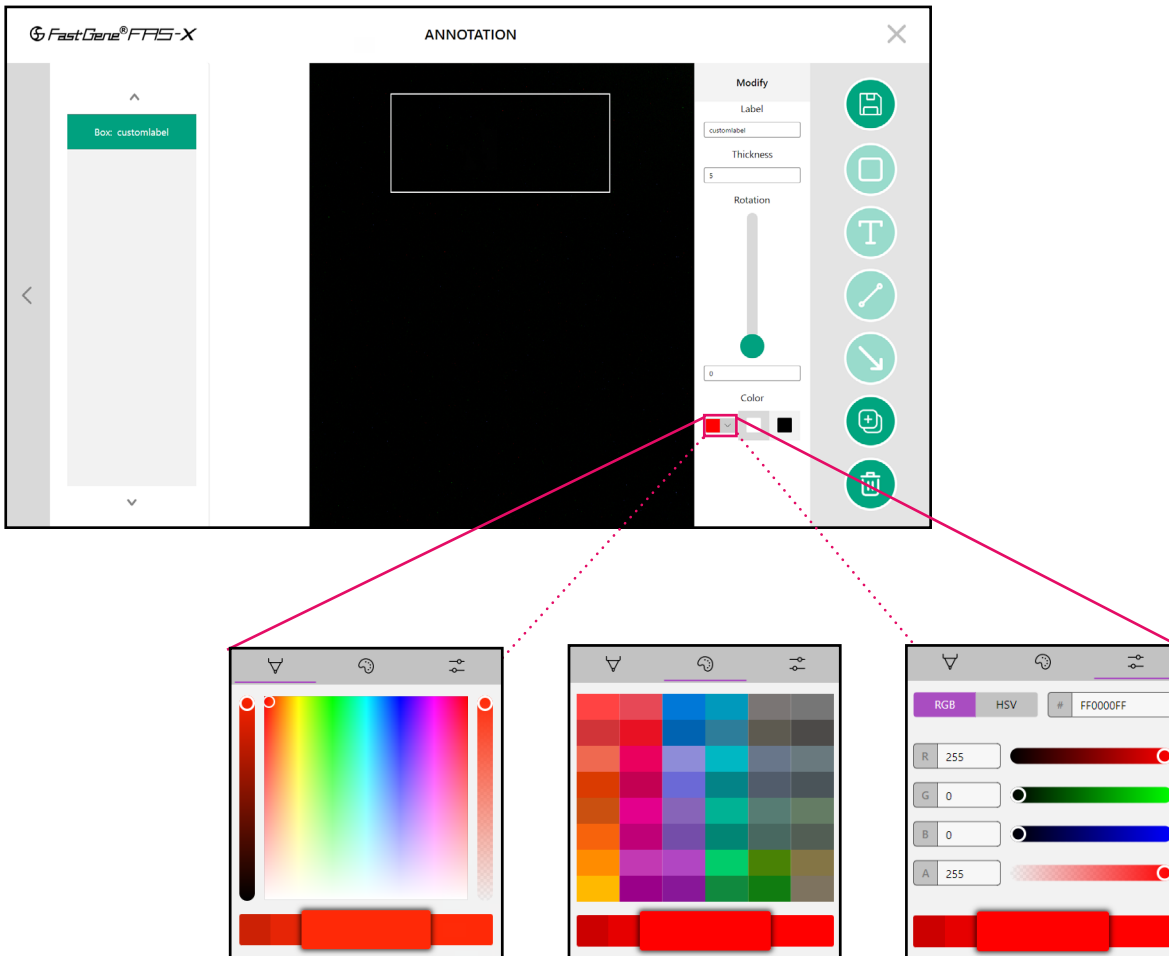 FastGene® FAS-X
ANNOTATION
Box: customlabel
Modify
Label
customlabel
Thickness
5
Rotation
0
Color
RGB
HSV
# FF0000FF
R 255
G 0
B 0
A 255